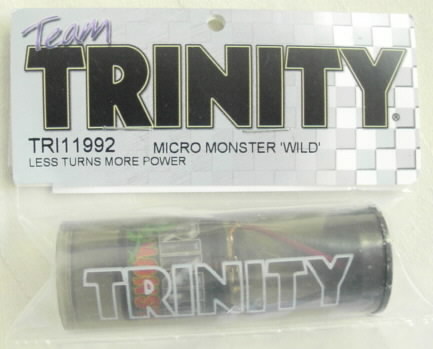 Team
TRINITY®
TRI11992 MICRO MONSTER 'WILD'
LESS TURNS MORE POWER
TRINITY